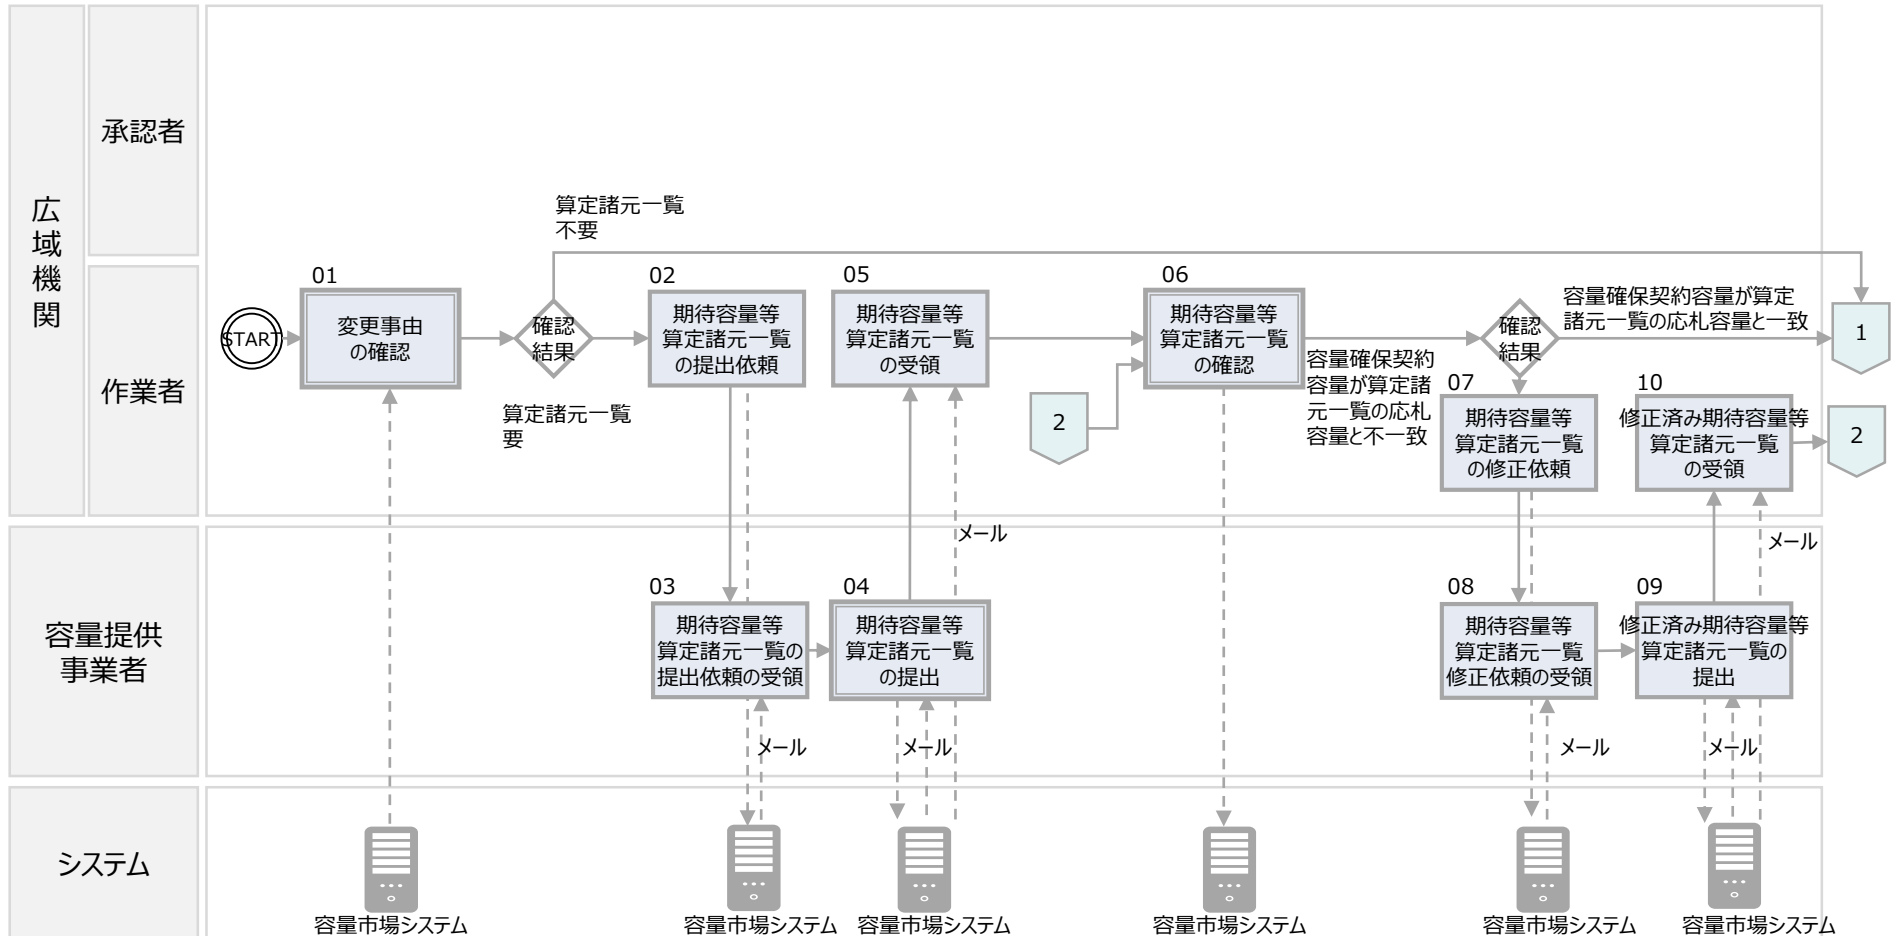 広
域
機
関
承認者
作業者
容量提供
事業者
システム
START
01
変更事由
の確認
確認
結果
算定諸元一覧
不要
算定諸元一覧
要
02
期待容量等
算定諸元一覧
の提出依頼
03
期待容量等
算定諸元一覧の
提出依頼の受領
04
期待容量等
算定諸元一覧
の提出
05
期待容量等
算定諸元一覧
の受領
メール
メール
メール
2
06
期待容量等
算定諸元一覧
の確認
確認
結果
容量確保契約容量が算定
諸元一覧の応札容量と一致
容量確保契約
容量が算定諸
元一覧の応札
容量と不一致
1
07
期待容量等
算定諸元一覧
の修正依頼
08
期待容量等
算定諸元一覧
修正依頼の受領
09
修正済み期待容量等
算定諸元一覧の
提出
10
修正済み期待容量等
算定諸元一覧
の受領
2
メール
メール
メール
容量市場システム
容量市場システム
容量市場システム
容量市場システム
容量市場システム
容量市場システム